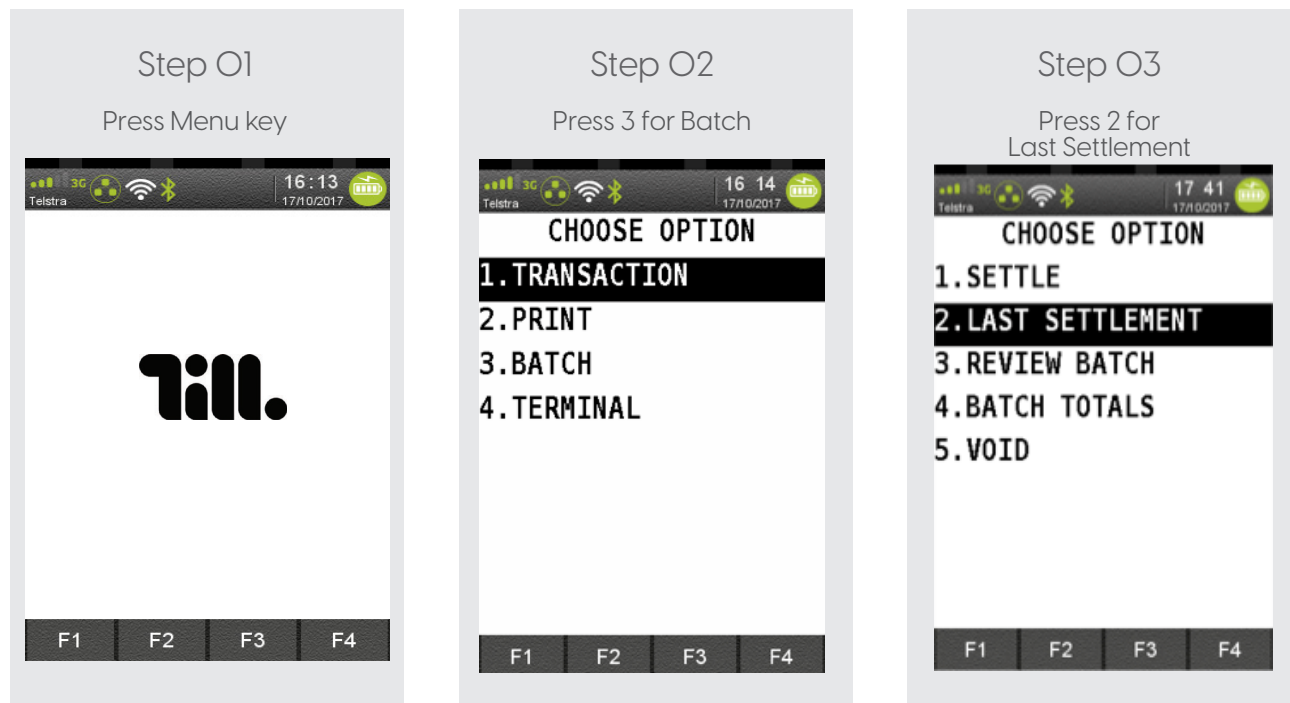 Step 01
Press Menu key
3G
16:13
Telstra
17/10/2017
Till.
F1 F2 F3 F4
Step 02
Press 3 for Batch
3G
16 14
Telstra
17/10/2017
CHOOSE OPTION
1.TRANSACTION
2.PRINT
3.BATCH
4.TERMINAL
F1 F2 F3 F4
Step 03
Press 2 for
Last Settlement
3G
17 41
Telstra
17/10/2017
CHOOSE OPTION
1.SETTLE
2.LAST SETTLEMENT
3.REVIEW BATCH
4.BATCH TOTALS
5.VOID
F1 F2 F3 F4